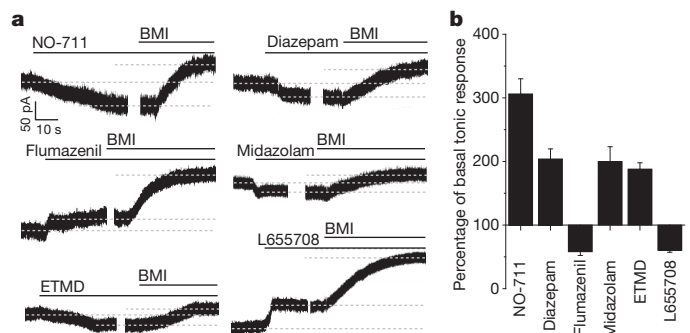 a
NO-711
BMI
50 pA
10 s
Diazepam
BMI
Flumazenil
BMI
Midazolam
BMI
ETMD
BMI
L655708
BMI
b
Percentage of basal tonic response
400
300
200
100
0
NO-711
Diazepam
Flumazenil
Midazolam
ETMD
L655708